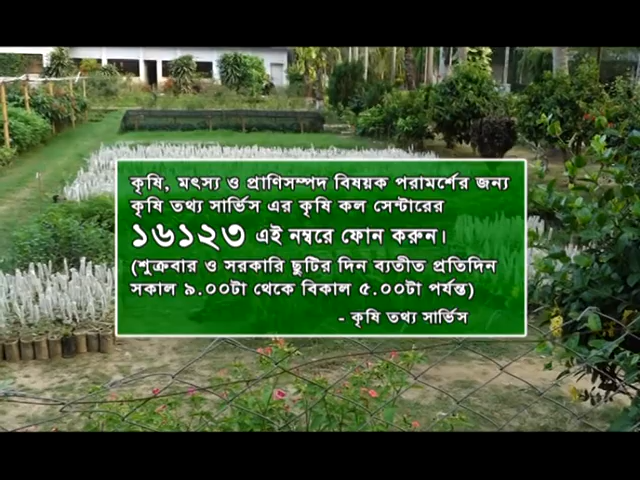 কৃষি, মৎস্য ও প্রাণিসম্পদ বিষয়ক পরামর্শের জন্য
কৃষি তথ্য সার্ভিস এর কৃষি কল সেন্টারের
১৬১২৩ এই নম্বরে ফোন করুন।
(শুক্রবার ও সরকারি ছুটির দিন ব্যতীত প্রতিদিন
সকাল ৯.০০টা থেকে বিকাল ৫.০০টা পর্যন্ত)
- কৃষি তথ্য সার্ভিস